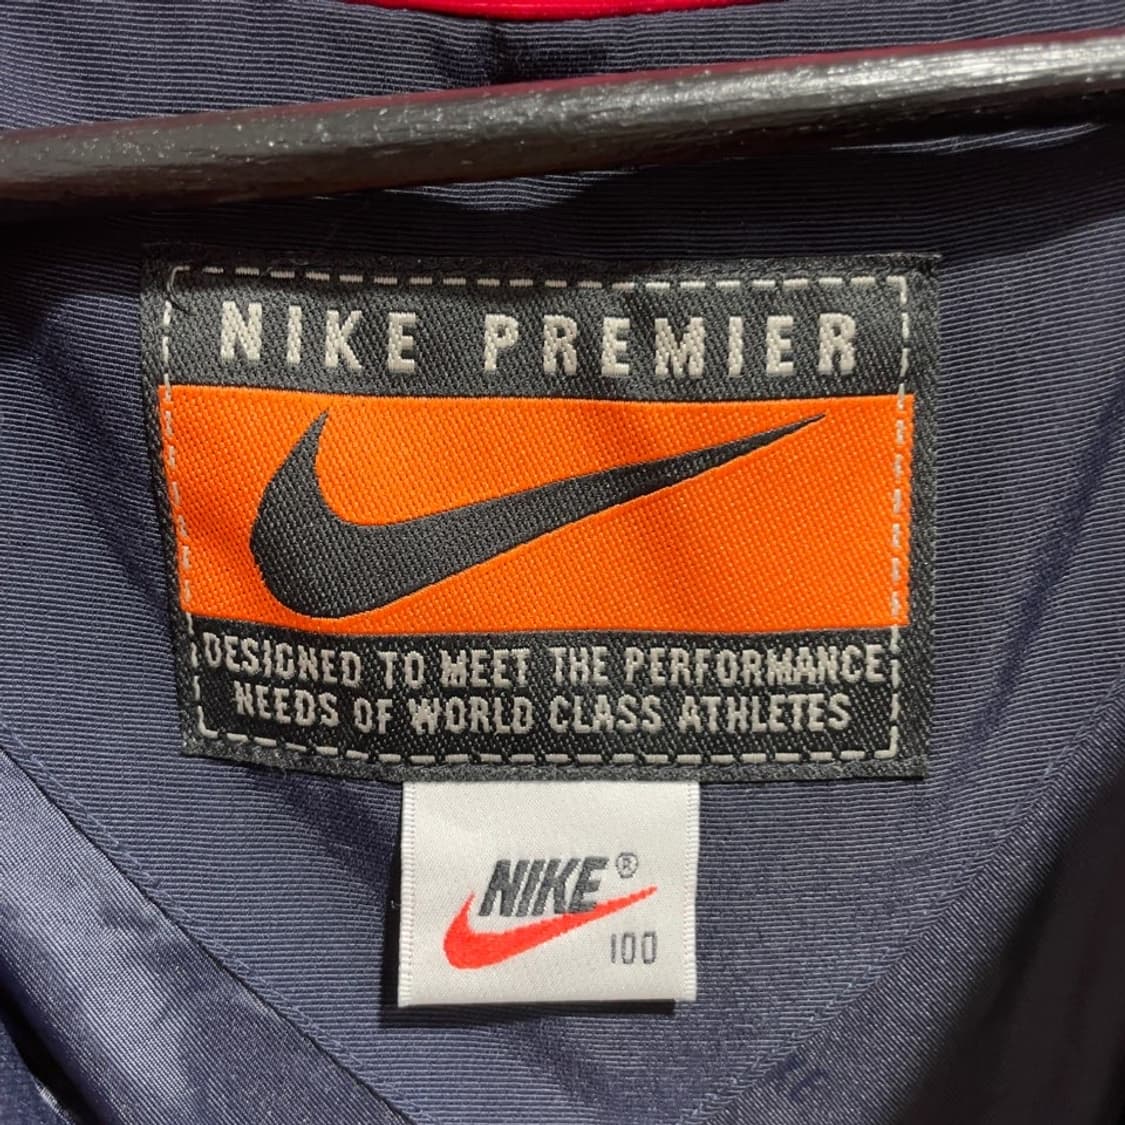 NIKE PREMIER
DESIGNED TO MEET THE PERFORMANCE
NEEDS OF WORLD CLASS ATHLETES
NIKE®
100